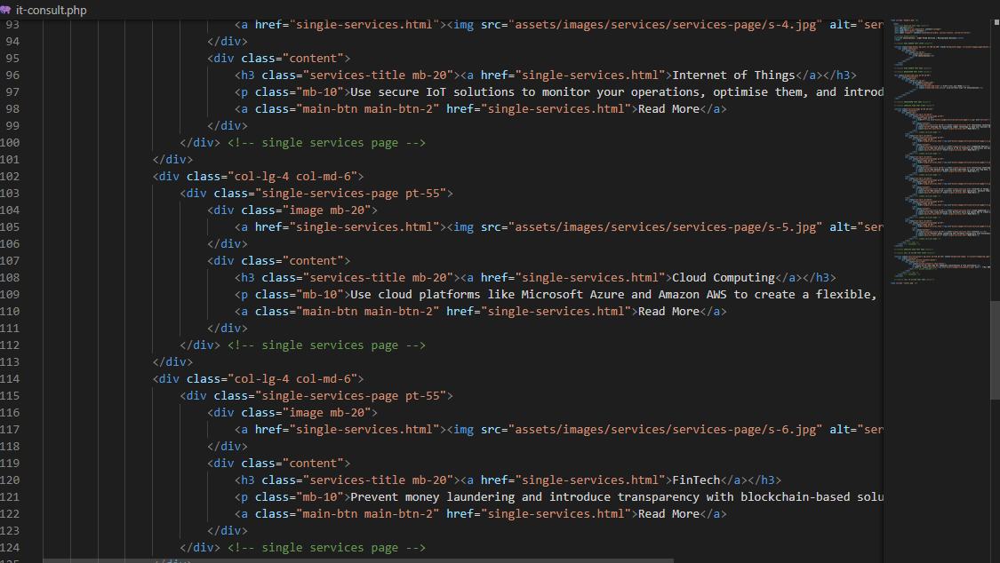 it-consult.php
93 <a href="single-services.html"><img src="assets/images/services/services-page/s-4.jpg" alt="ser
94 </div>
95 <div class="content">
96 <h3 class="services-title mb-20"><a href="single-services.html">Internet of Things</a></h3>
97 <p class="mb-10">Use secure IoT solutions to monitor your operations, optimise them, and introd
98 <a class="main-btn main-btn-2" href="single-services.html">Read More</a>
99 </div>
100 </div> <!-- single services page -->
101 </div>
102 <div class="col-lg-4 col-md-6">
103 <div class="single-services-page pt-55">
104 <div class="image mb-20">
105 <a href="single-services.html"><img src="assets/images/services/services-page/s-5.jpg" alt="ser
106 </div>
107 <div class="content">
108 <h3 class="services-title mb-20"><a href="single-services.html">Cloud Computing</a></h3>
109 <p class="mb-10">Use cloud platforms like Microsoft Azure and Amazon AWS to create a flexible,
110 <a class="main-btn main-btn-2" href="single-services.html">Read More</a>
111 </div>
112 </div> <!-- single services page -->
113 </div>
114 <div class="col-lg-4 col-md-6">
115 <div class="single-services-page pt-55">
116 <div class="image mb-20">
117 <a href="single-services.html"><img src="assets/images/services/services-page/s-6.jpg" alt="ser
118 </div>
119 <div class="content">
120 <h3 class="services-title mb-20"><a href="single-services.html">FinTech</a></h3>
121 <p class="mb-10">Prevent money laundering and introduce transparency with blockchain-based solu
122 <a class="main-btn main-btn-2" href="single-services.html">Read More</a>
123 </div>
124 </div> <!-- single services page -->
125 </div>